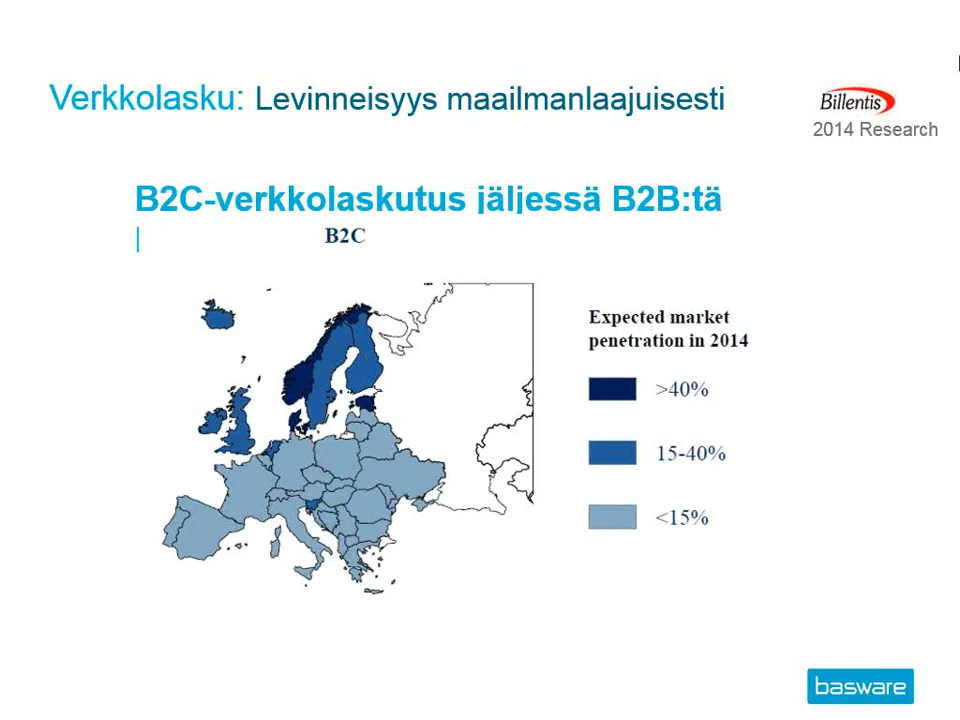 Verkkolasku: Levinneisyys maailmanlaajuisesti
Billentis
2014 Research
B2C-verkkolaskutus jäljessä B2B:tä
B2C
Expected market
penetration in 2014
>40%
15-40%
<15%
basware